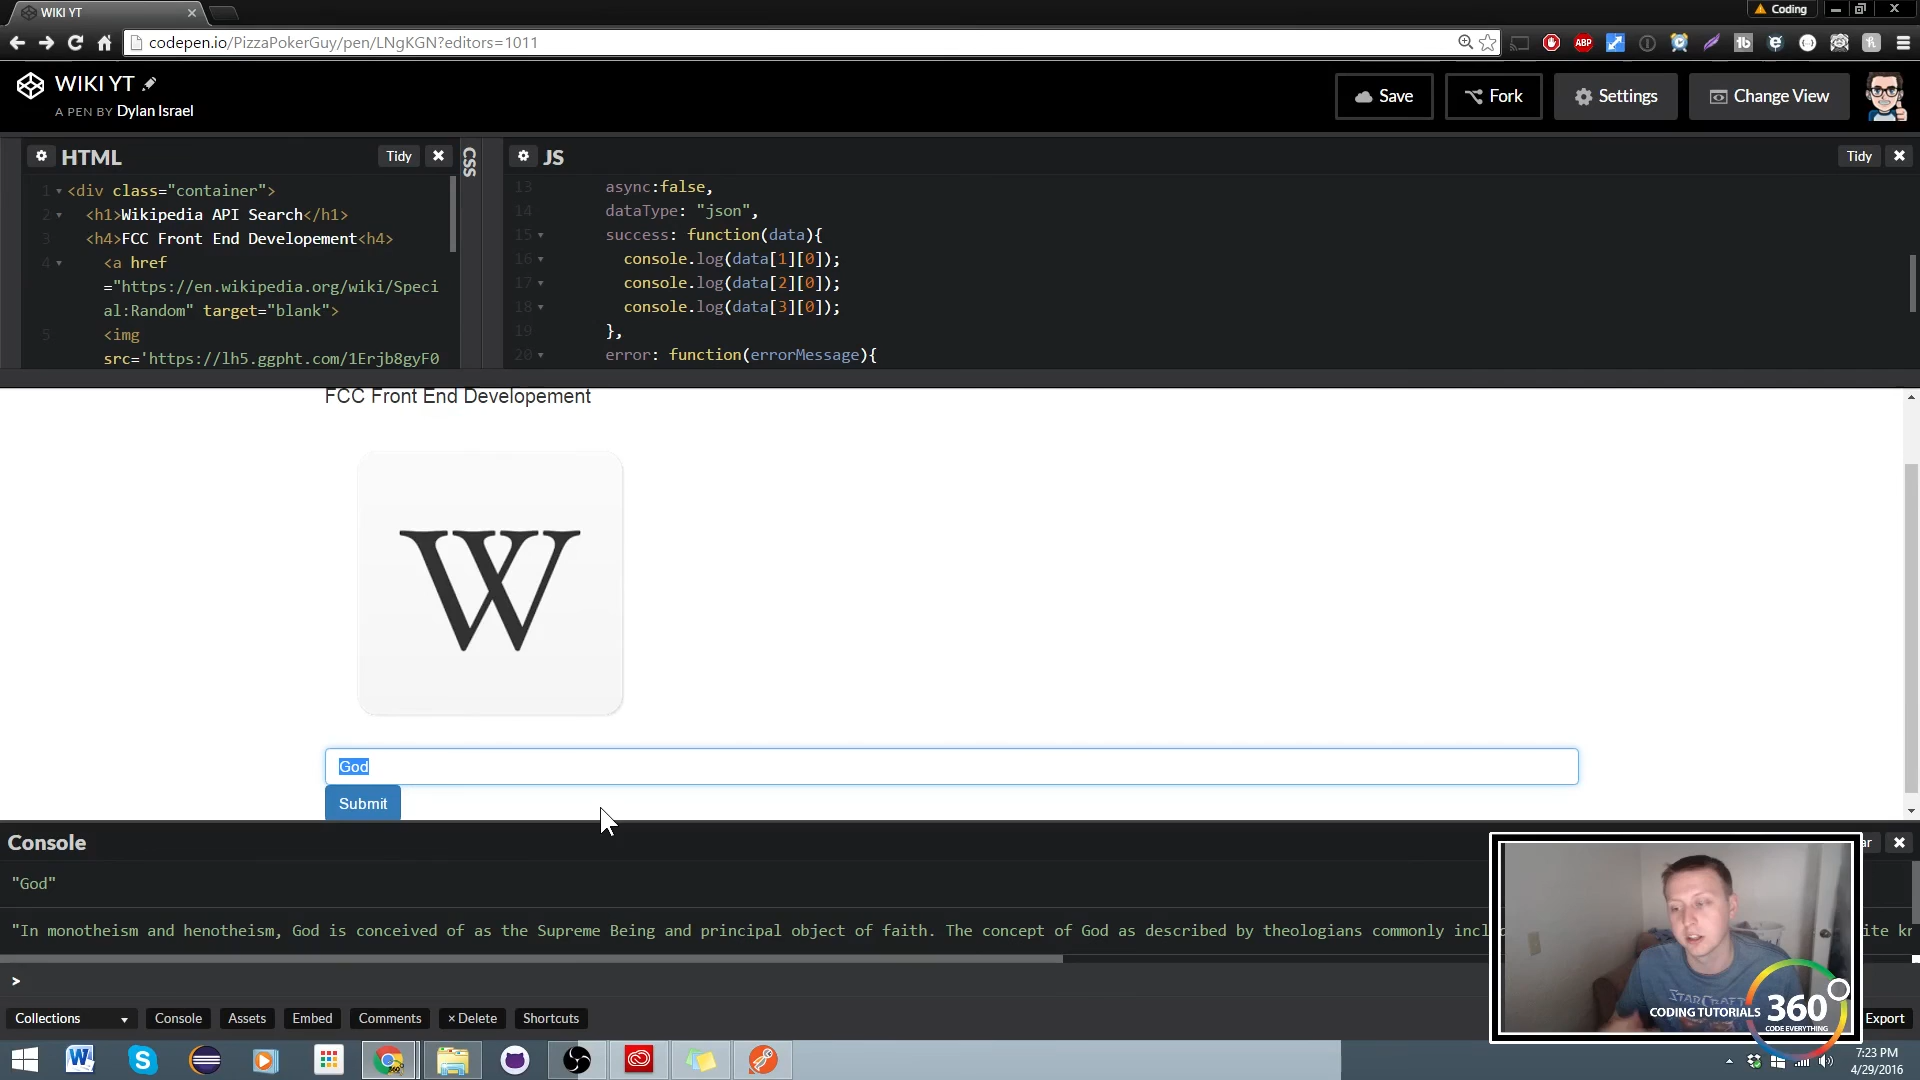 WIKI YT
Coding
codepen.io/PizzaPokerGuy/pen/LNgKGN?editors=1011
WIKI YT
A PEN BY Dylan Israel
Save
Fork
Settings
Change View
HTML
Tidy
CSS
JS
Tidy
1 <div class="container">
2 <h1>Wikipedia API Search</h1>
3 <h4>FCC Front End Developement<h4>
4 <a href
="https://en.wikipedia.org/wiki/Speci
al:Random" target="blank">
5 <img
src='https://lh5.ggpht.com/1Erjb8gyF0
13 async:false,
14 dataType: "json",
15 success: function(data){
16 console.log(data[1][0]);
17 console.log(data[2][0]);
18 console.log(data[3][0]);
19 },
20 error: function(errorMessage){
FCC Front End Developement
W
God
Submit
Console
ar
"God"
"In monotheism and henotheism, God is conceived of as the Supreme Being and principal object of faith. The concept of God as described by theologians commonly incl
ite kr
>
Collections
Console
Assets
Embed
Comments
× Delete
Shortcuts
Export
STARCRAFT
CODING TUTORIALS 360
CODE EVERYTHING
7:23 PM
4/29/2016